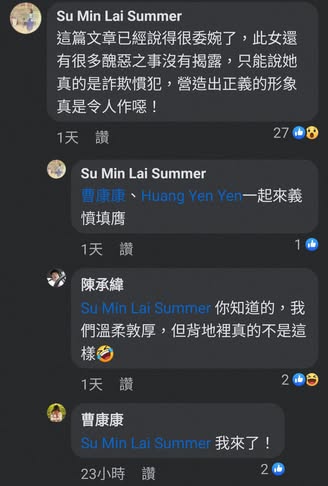 Su Min Lai Summer
這篇文章已經說得很委婉了，此女還
有很多醜惡之事沒有揭露，只能說她
真的是詐欺慣犯，營造出正義的形象
真是令人作噁！
1天 讚 27
Su Min Lai Summer
曹康康、Huang Yen Yen一起來義
憤填膺
1天 讚 1
陳承緯
Su Min Lai Summer 你知道的，我
們溫柔敦厚，但背地裡真的不是這
樣🤣
1天 讚 2
曹康康
Su Min Lai Summer 我來了！
23小時 讚 2